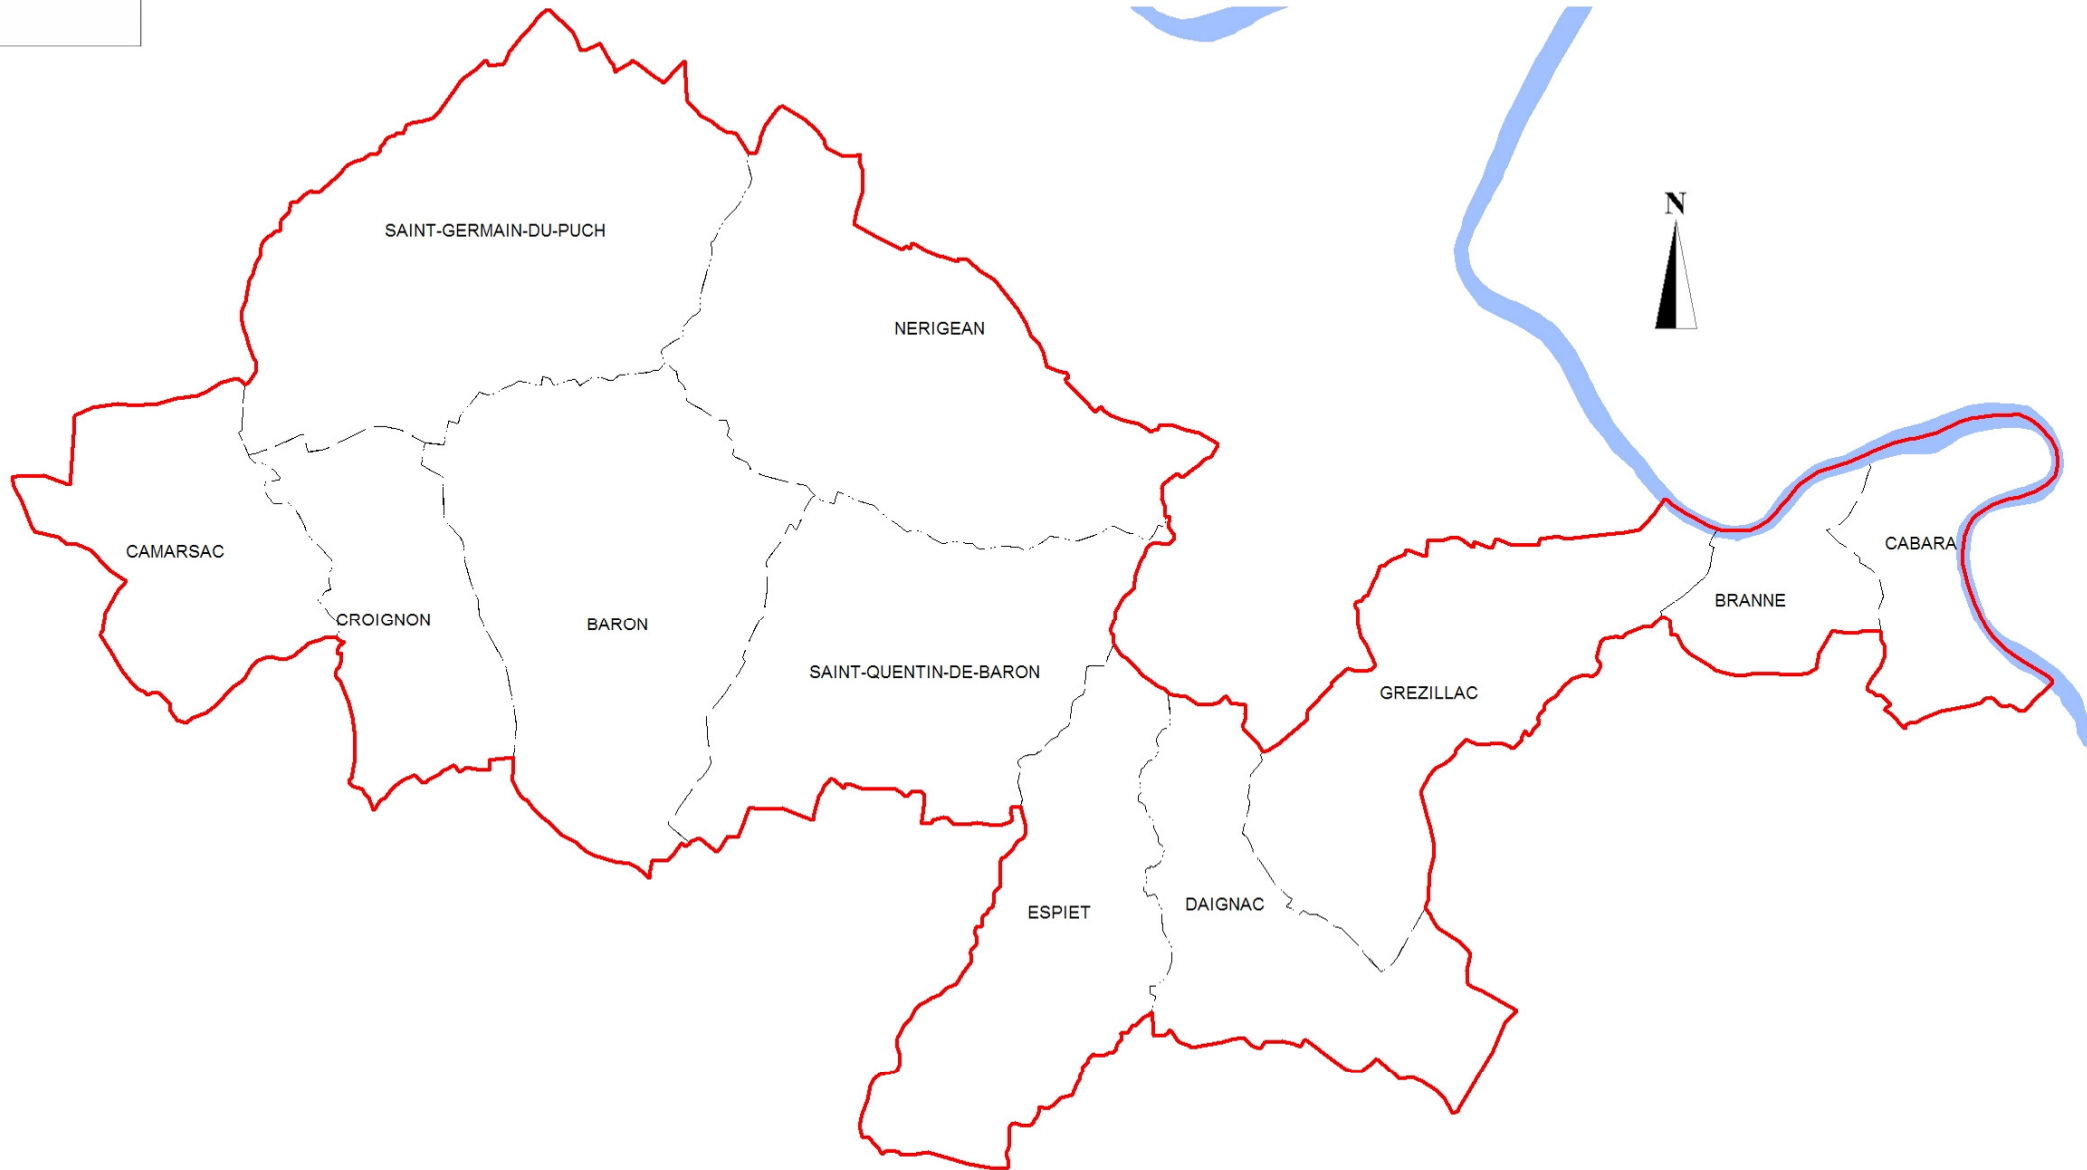 N
SAINT-GERMAIN-DU-PUCH
NERIGEAN
CAMARSAC
CABARA
BRANNE
CROIGNON
BARON
SAINT-QUENTIN-DE-BARON
GREZILLAC
ESPIET
DAIGNAC